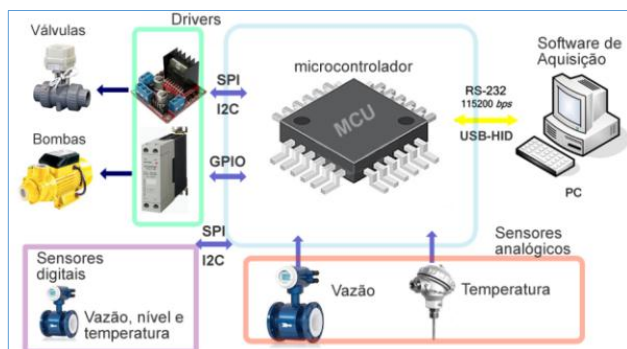 Drivers
Válvulas
SPI
I2C
microcontrolador
MCU
Software de
Aquisição
RS-232
115200 bps
USB-HID
PC
Bombas
GPIO
SPI
I2C
Sensores
digitais
Vazão, nível e
temperatura
Sensores
analógicos
Vazão
Temperatura